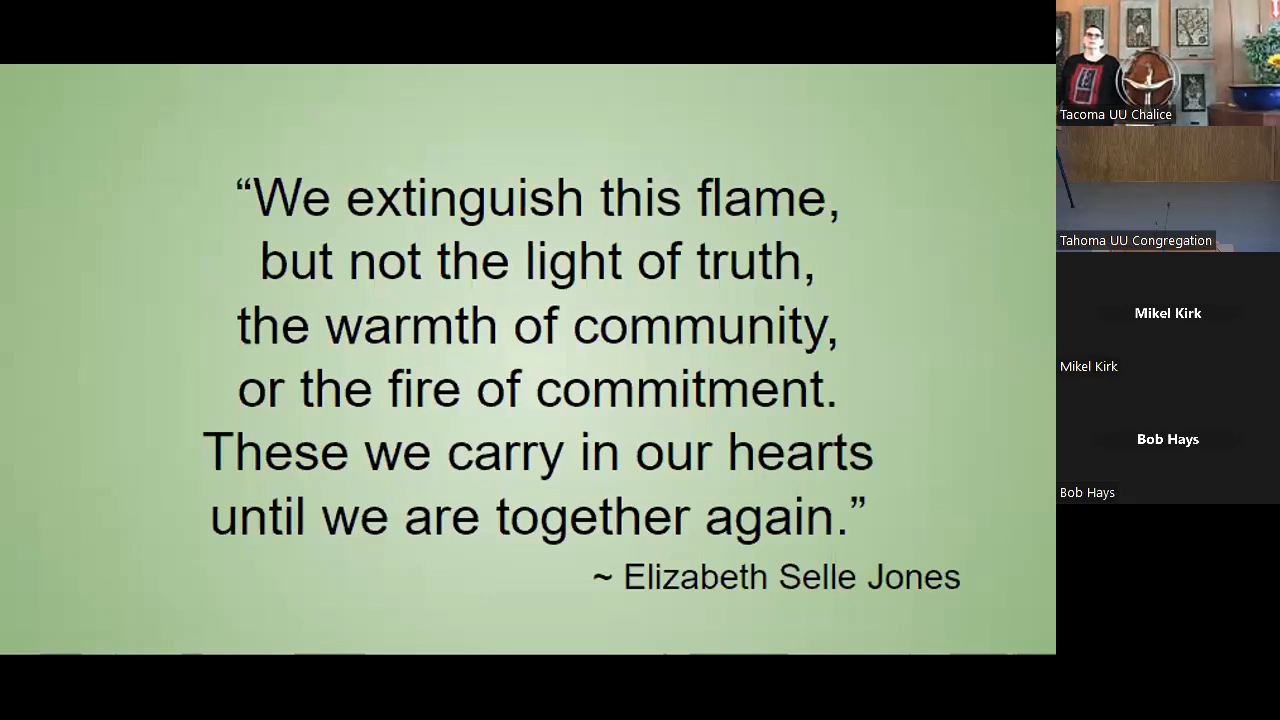 “We extinguish this flame,
but not the light of truth,
the warmth of community,
or the fire of commitment.
These we carry in our hearts
until we are together again.”
~ Elizabeth Selle Jones
Tacoma UU Chalice
Tahoma UU Congregation
Mikel Kirk
Mikel Kirk
Bob Hays
Bob Hays